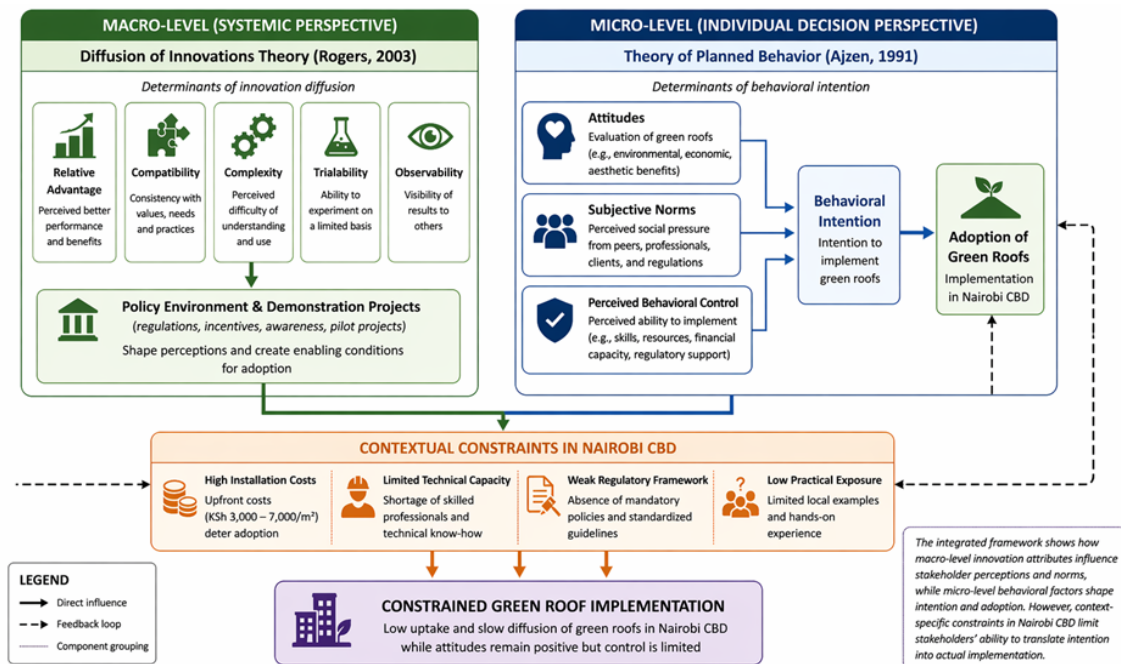 MACRO-LEVEL (SYSTEMIC PERSPECTIVE)
Diffusion of Innovations Theory (Rogers, 2003)
Determinants of innovation diffusion
Relative
Advantage
Perceived better
performance
and benefits
Compatibility
Consistency with
values, needs
and practices
Complexity
Perceived
difficulty of
understanding
and use
Trialability
Ability to
experiment on
a limited basis
Observability
Visibility of
results to
others
Policy Environment & Demonstration Projects
(regulations, incentives, awareness, pilot projects)
Shape perceptions and create enabling conditions
for adoption
MICRO-LEVEL (INDIVIDUAL DECISION PERSPECTIVE)
Theory of Planned Behavior (Ajzen, 1991)
Determinants of behavioral intention
Attitudes
Evaluation of green roofs
(e.g., environmental, economic,
aesthetic benefits)
Subjective Norms
Perceived social pressure
from peers, professionals,
clients, and regulations
Perceived Behavioral Control
Perceived ability to implement
(e.g., skills, resources, financial
capacity, regulatory support)
Behavioral
Intention
Intention to
implement
green roofs
Adoption of
Green Roofs
Implementation
in Nairobi CBD
CONTEXTUAL CONSTRAINTS IN NAIROBI CBD
High Installation Costs
Upfront costs
(KSh 3,000 – 7,000/m²)
deter adoption
Limited Technical Capacity
Shortage of skilled
professionals and
technical know-how
Weak Regulatory Framework
Absence of mandatory
policies and standardized
guidelines
Low Practical Exposure
?
Limited local examples
and hands-on
experience
LEGEND
Direct influence
Feedback loop
Component grouping
CONSTRAINED GREEN ROOF IMPLEMENTATION
Low uptake and slow diffusion of green roofs in Nairobi CBD
while attitudes remain positive but control is limited
The integrated framework shows how
macro-level innovation attributes influence
stakeholder perceptions and norms,
while micro-level behavioral factors shape
intention and adoption. However, context-
specific constraints in Nairobi CBD limit
stakeholders' ability to translate intention
into actual implementation.